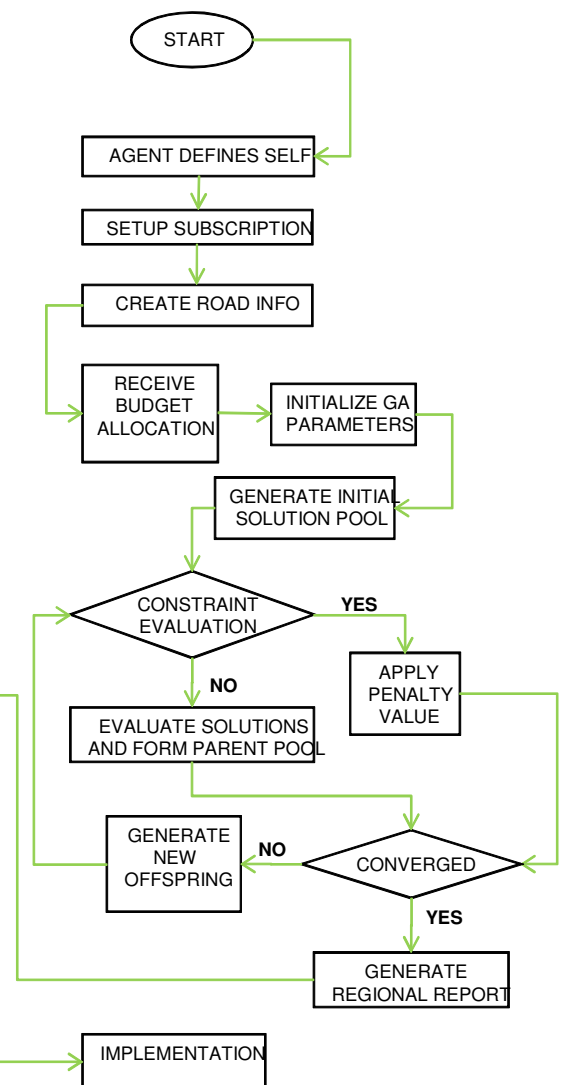 START
AGENT DEFINES SELF
SETUP SUBSCRIPTION
CREATE ROAD INFO
RECEIVE
BUDGET
ALLOCATION
INITIALIZE GA
PARAMETERS
GENERATE INITIAL
SOLUTION POOL
CONSTRAINT
EVALUATION
YES
NO
APPLY
PENALTY
VALUE
EVALUATE SOLUTIONS
AND FORM PARENT POOL
GENERATE
NEW
OFFSPRING
NO
CONVERGED
YES
GENERATE
REGIONAL REPORT
IMPLEMENTATION